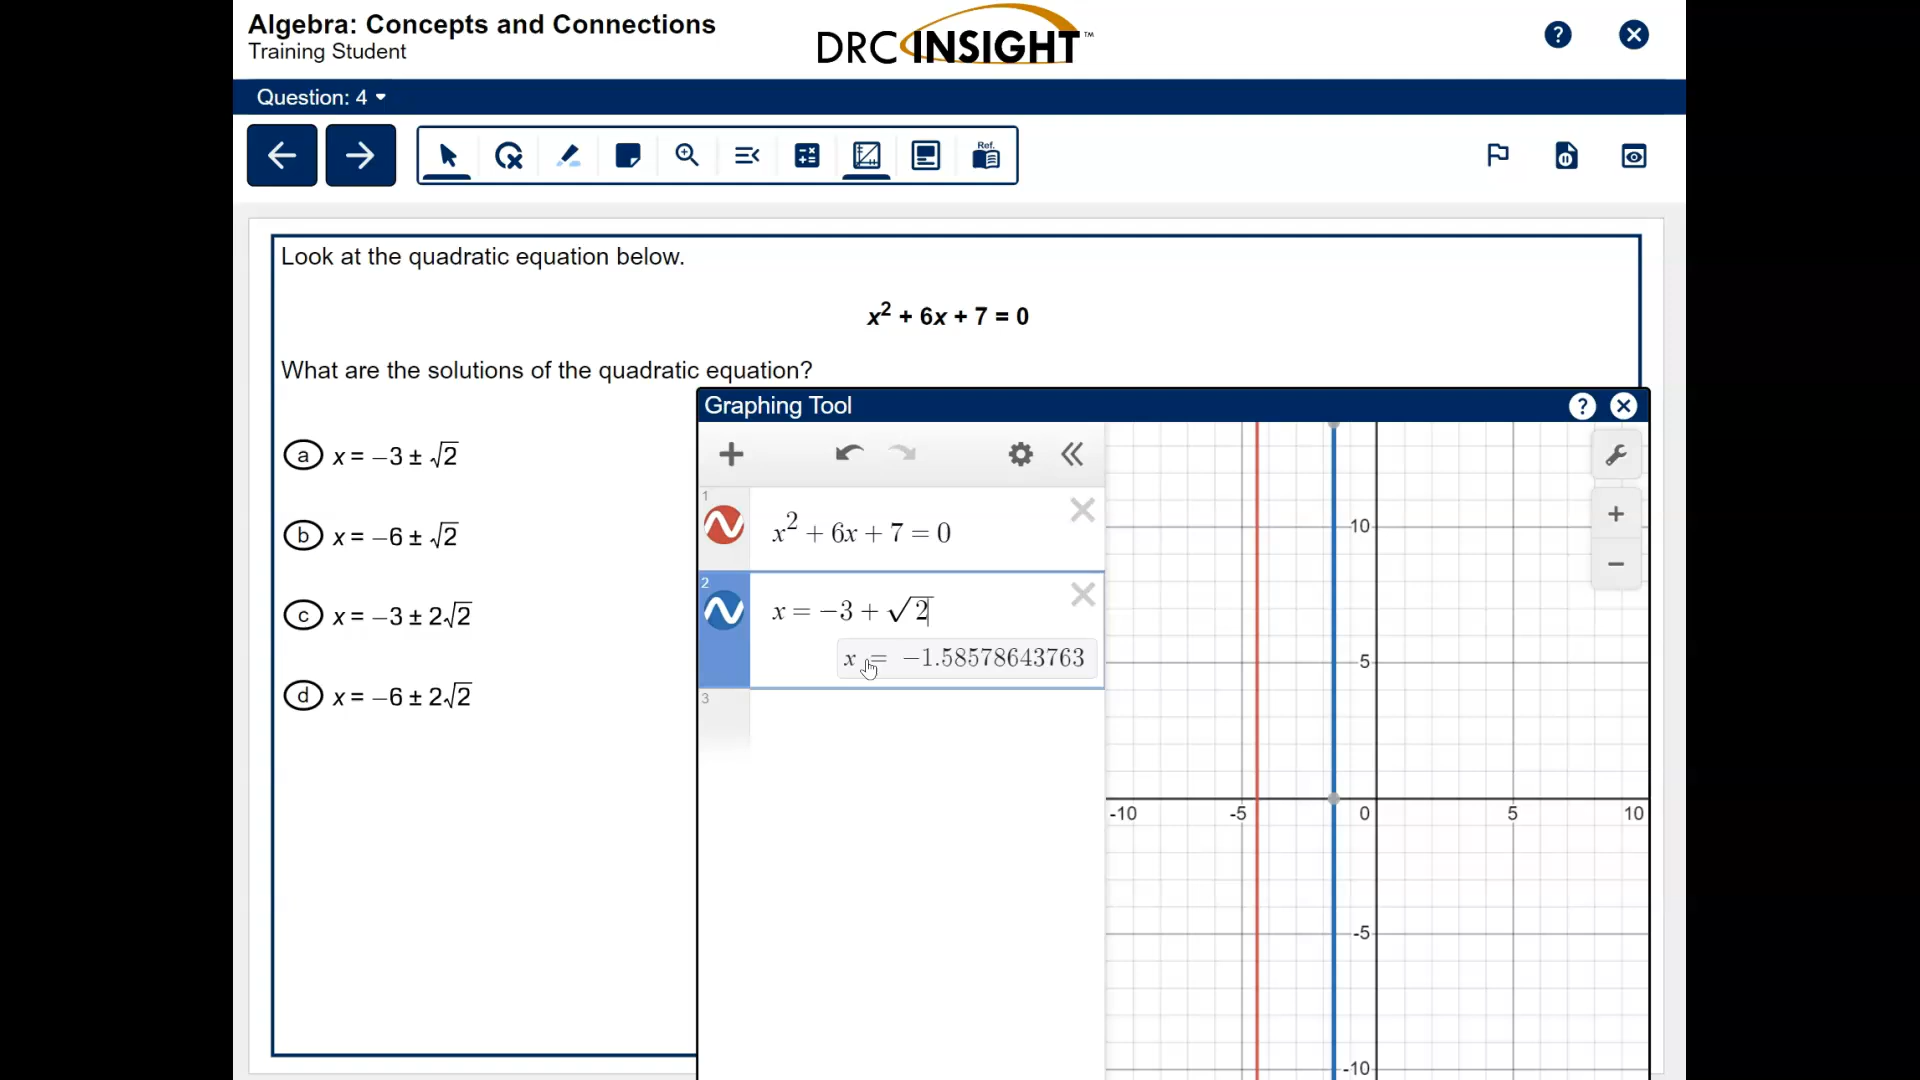 Algebra: Concepts and Connections
Training Student
DRC INSIGHT™
?
Question: 4
Ref.
Look at the quadratic equation below.
x² + 6x + 7 = 0
What are the solutions of the quadratic equation?
a x = −3 ± √2
b x = −6 ± √2
c x = −3 ± 2√2
d x = −6 ± 2√2
Graphing Tool
?
1
x² + 6x + 7 = 0
2
x = −3 + √2
x = −1.58578643763
3
10
5
-10 -5 0 5 10
-5
-10